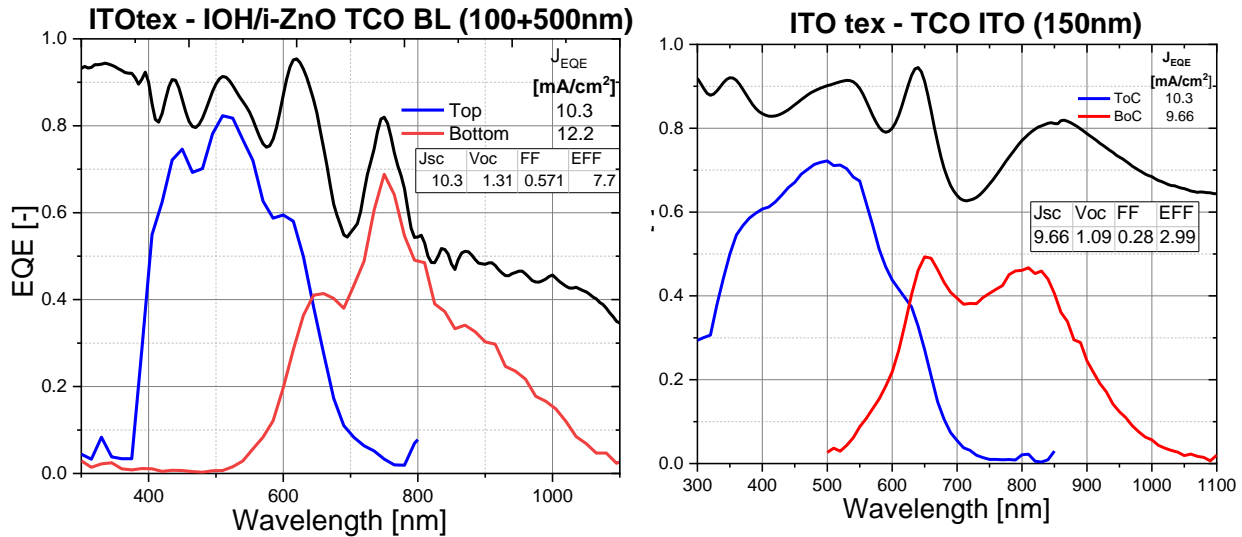 ITOtex - IOH/i-ZnO TCO BL (100+500nm)
1.0
0.8
0.6
0.4
0.2
0.0
EQE [-]
J_EQE
[mA/cm²]
Top 10.3
Bottom 12.2
Jsc Voc FF EFF
10.3 1.31 0.571 7.7
400 600 800 1000
Wavelength [nm]
ITO tex - TCO ITO (150nm)
1.0
0.8
0.6
0.4
0.2
0.0
J_EQE
[mA/cm²]
ToC 10.3
BoC 9.66
Jsc Voc FF EFF
9.66 1.09 0.28 2.99
300 400 500 600 700 800 900 1000 1100
Wavelength [nm]